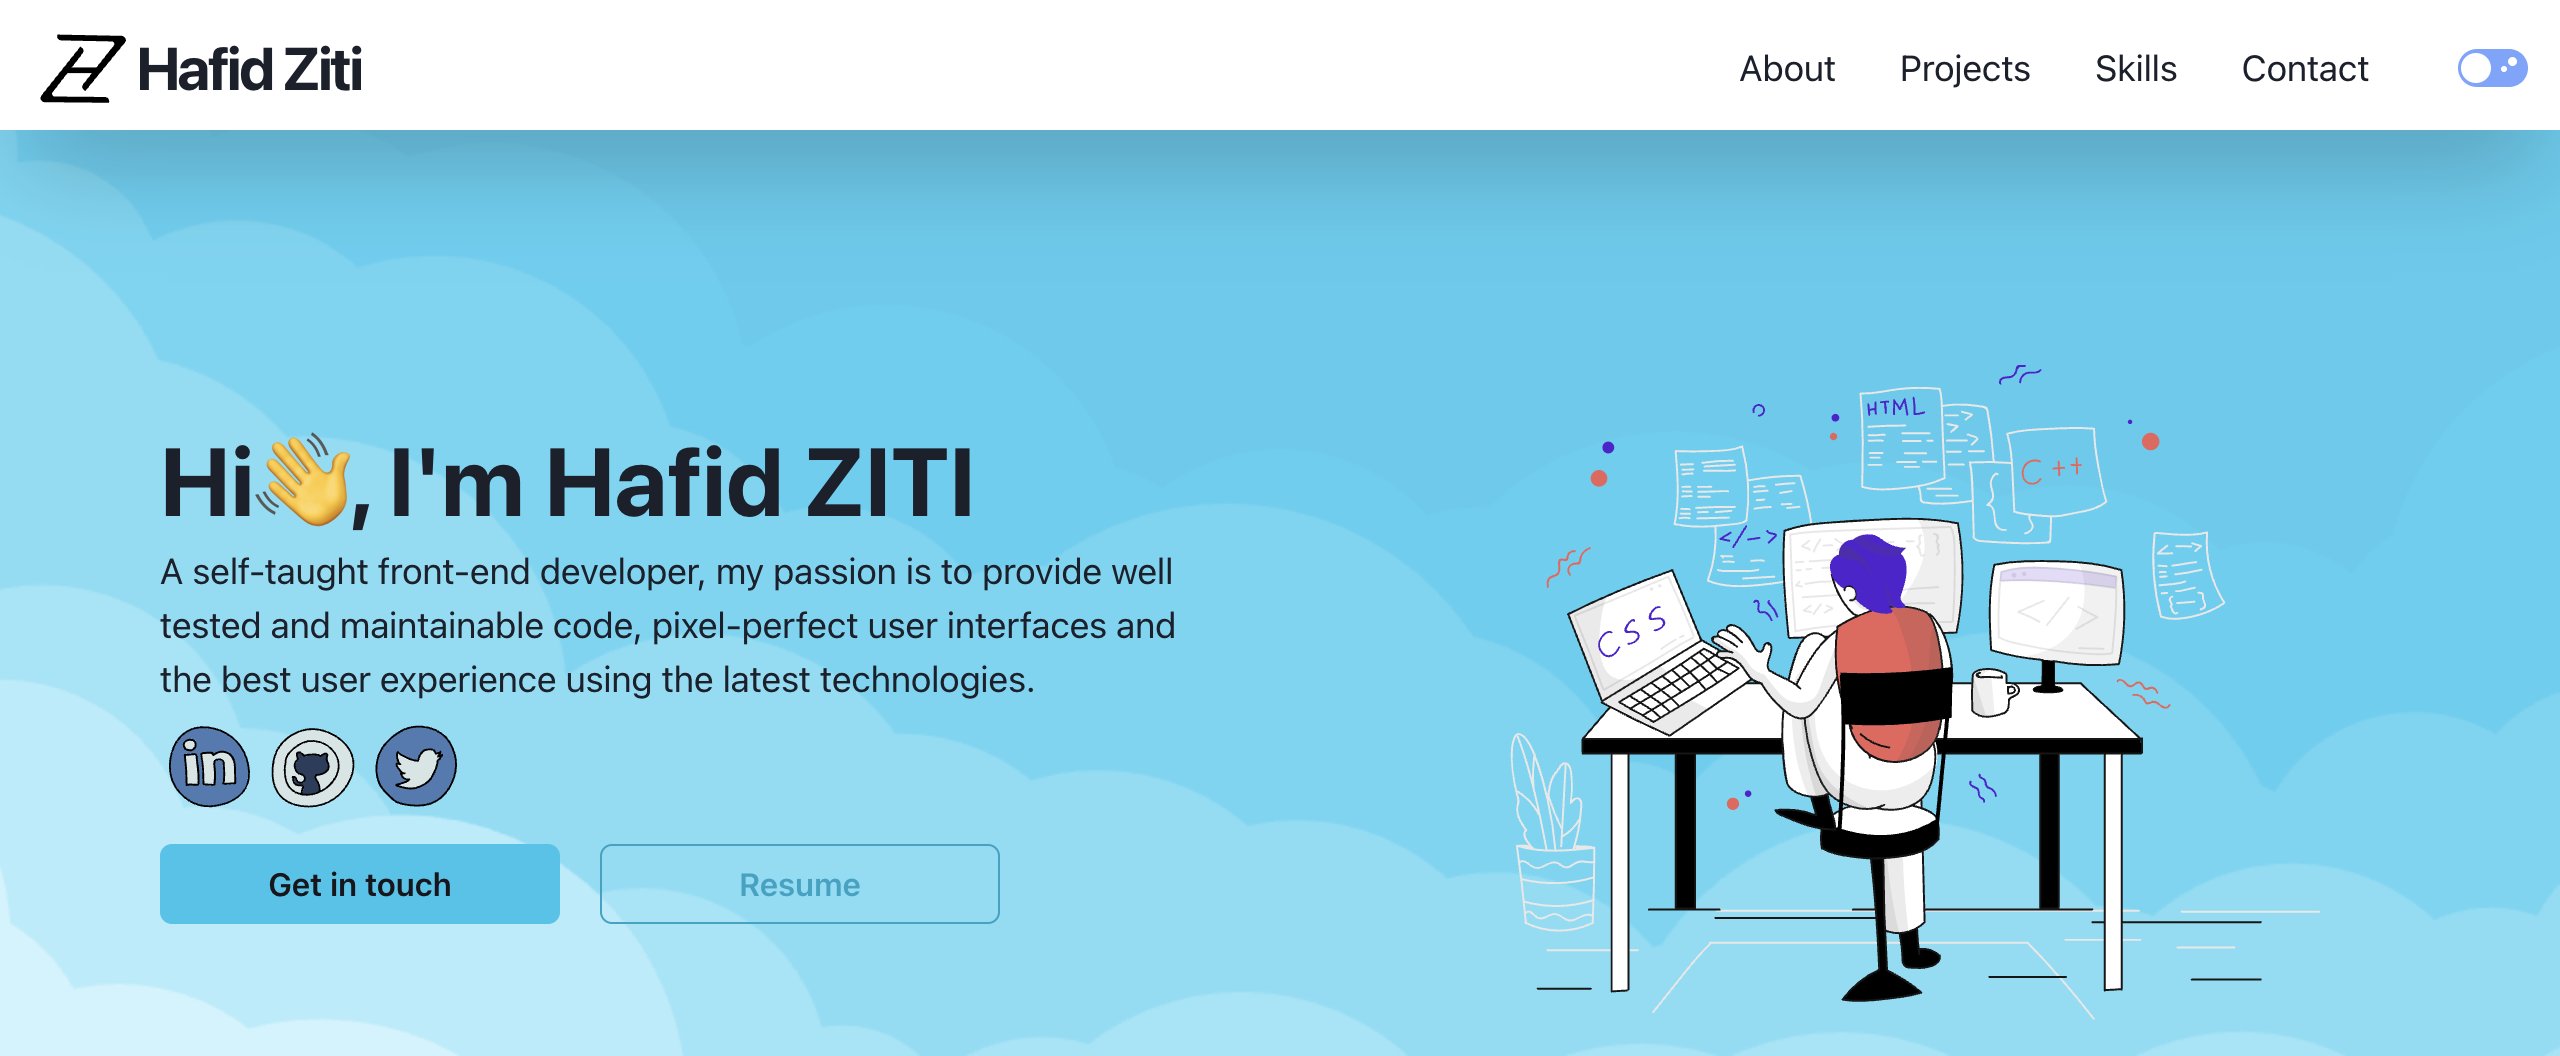 Hafid Ziti
About
Projects
Skills
Contact
Hi👋, I'm Hafid ZITI
A self-taught front-end developer, my passion is to provide well
tested and maintainable code, pixel-perfect user interfaces and
the best user experience using the latest technologies.
in
Get in touch
Resume
HTML
C++
</->
CSS
</>
</>
</>